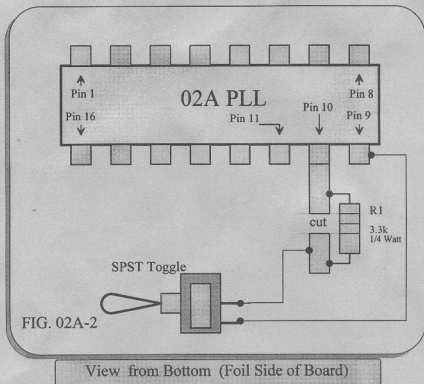 Pin 1
02A PLL
Pin 8
Pin 16
Pin 11
Pin 10
Pin 9
cut
R1
3.3k
1/4 Watt
SPST Toggle
FIG. 02A-2
View from Bottom (Foil Side of Board)